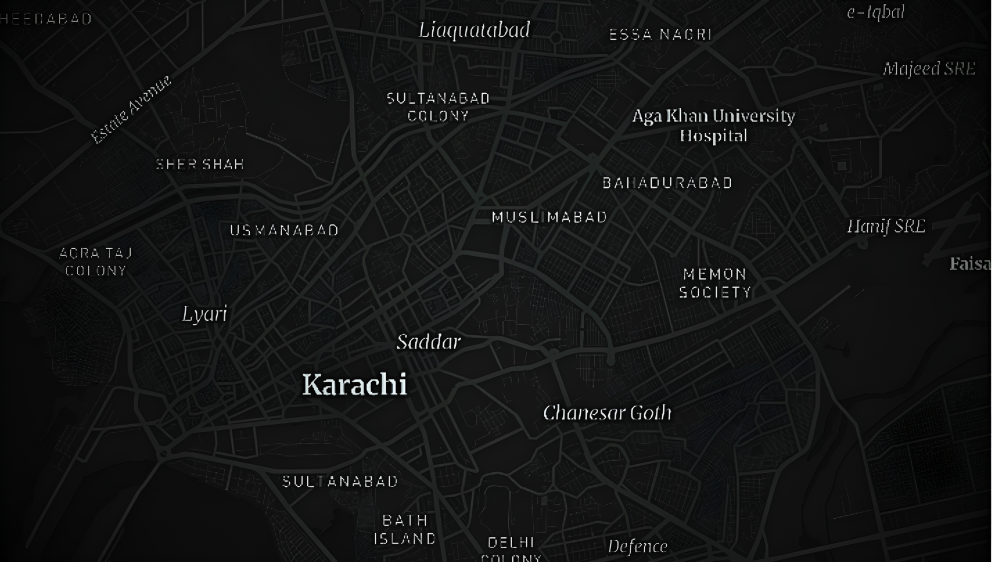 HEEDABAD
Liaquatabad
ESSA NAGRI
e-Iqbal
Majeed SRE
Estate Avenue
SULTANABAD
COLONY
Aga Khan University
Hospital
SHER SHAH
BAHADURABAD
MUSLIMABAD
USMANABAD
Hanif SRE
AGRA TAJ
COLONY
Faisa
MEMON
SOCIETY
Lyari
Saddar
Karachi
Chanesar Goth
SULTANABAD
BATH
ISLAND
DELHI
COLONY
Defence